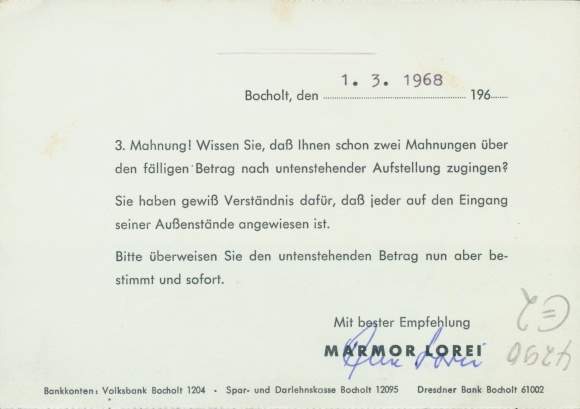 1. 3. 1968
Bocholt, den 196
3. Mahnung! Wissen Sie, daß Ihnen schon zwei Mahnungen über
den fälligen Betrag nach untenstehender Aufstellung zugingen?
Sie haben gewiß Verständnis dafür, daß jeder auf den Eingang
seiner Außenstände angewiesen ist.
Bitte überweisen Sie den untenstehenden Betrag nun aber be-
stimmt und sofort.
Mit bester Empfehlung
MARMOR LOREI
Lorei
Bankkonten: Volksbank Bocholt 1204 - Spar- und Darlehnskasse Bocholt 12095 Dresdner Bank Bocholt 61002